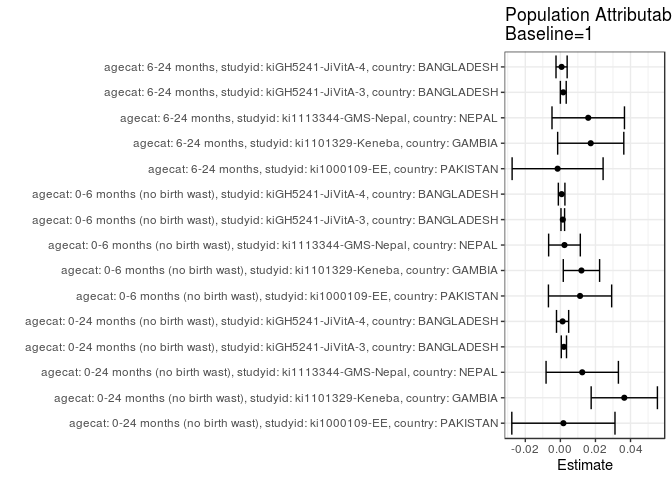 Population Attributab
Baseline=1
agecat: 6-24 months, studyid: kiGH5241-JiVitA-4, country: BANGLADESH
agecat: 6-24 months, studyid: kiGH5241-JiVitA-3, country: BANGLADESH
agecat: 6-24 months, studyid: ki1113344-GMS-Nepal, country: NEPAL
agecat: 6-24 months, studyid: ki1101329-Keneba, country: GAMBIA
agecat: 6-24 months, studyid: ki1000109-EE, country: PAKISTAN
agecat: 0-6 months (no birth wast), studyid: kiGH5241-JiVitA-4, country: BANGLADESH
agecat: 0-6 months (no birth wast), studyid: kiGH5241-JiVitA-3, country: BANGLADESH
agecat: 0-6 months (no birth wast), studyid: ki1113344-GMS-Nepal, country: NEPAL
agecat: 0-6 months (no birth wast), studyid: ki1101329-Keneba, country: GAMBIA
agecat: 0-6 months (no birth wast), studyid: ki1000109-EE, country: PAKISTAN
agecat: 0-24 months (no birth wast), studyid: kiGH5241-JiVitA-4, country: BANGLADESH
agecat: 0-24 months (no birth wast), studyid: kiGH5241-JiVitA-3, country: BANGLADESH
agecat: 0-24 months (no birth wast), studyid: ki1113344-GMS-Nepal, country: NEPAL
agecat: 0-24 months (no birth wast), studyid: ki1101329-Keneba, country: GAMBIA
agecat: 0-24 months (no birth wast), studyid: ki1000109-EE, country: PAKISTAN
-0.02 0.00 0.02 0.04
Estimate